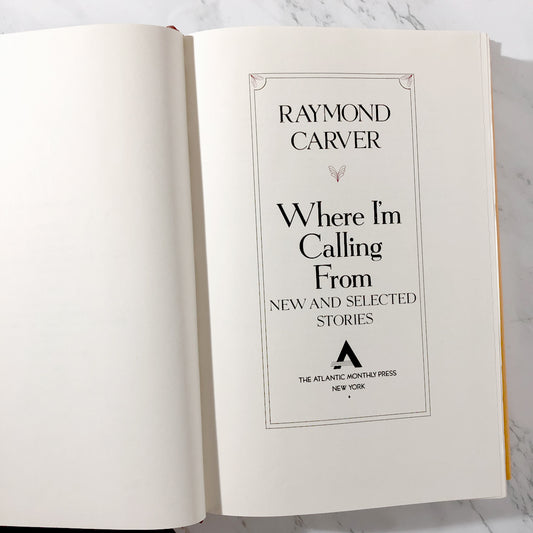 RAYMOND
CARVER
Where I'm
Calling
From
NEW AND SELECTED
STORIES
THE ATLANTIC MONTHLY PRESS
NEW YORK